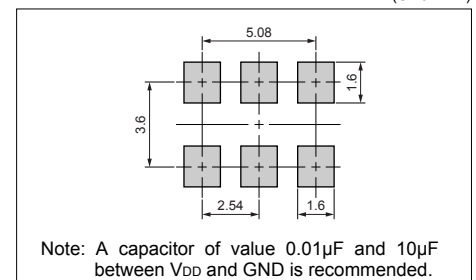 5.08
1.6
3.6
2.54
1.6
Note: A capacitor of value 0.01µF and 10µF
between VDD and GND is recommended.